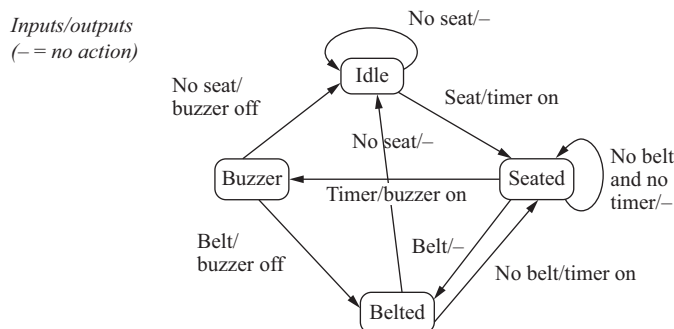 Inputs/outputs
(– = no action)
No seat/–
Idle
No seat/
buzzer off
Seat/timer on
No seat/–
Buzzer
Seated
No belt
and no
timer/–
Timer/buzzer on
Belt/
buzzer off
Belt/–
No belt/timer on
Belted